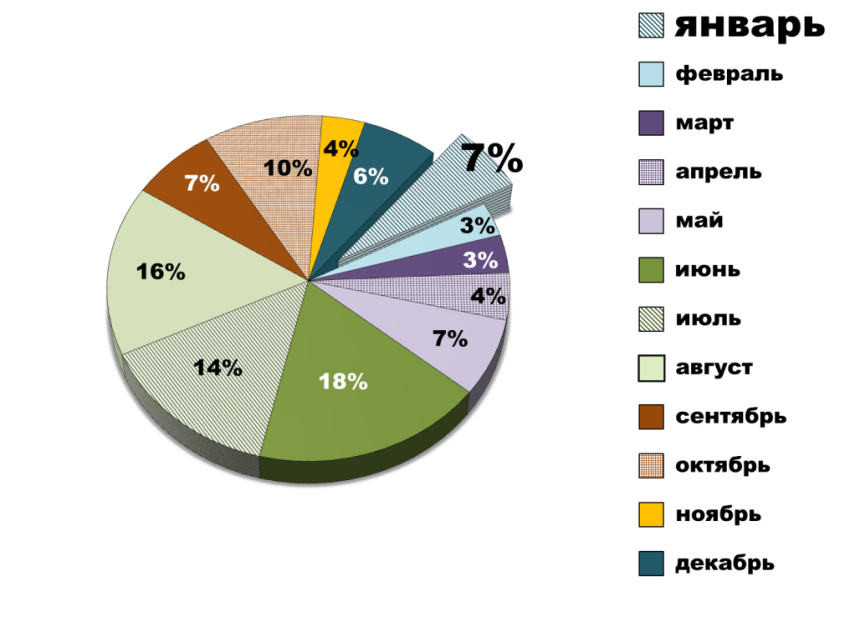 январь
февраль
март
апрель
май
июнь
июль
август
сентябрь
октябрь
ноябрь
декабрь
7%
3%
3%
4%
7%
18%
14%
16%
7%
10%
4%
6%